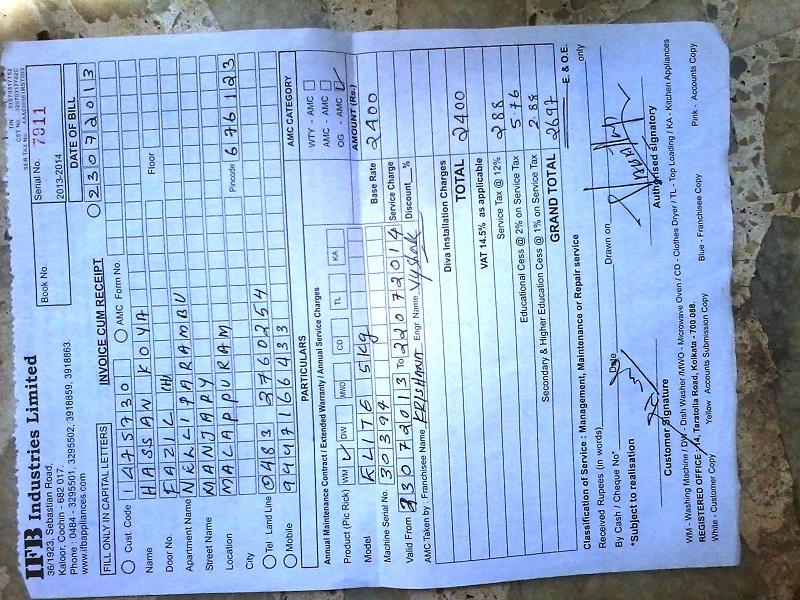 IFB Industries Limited
36/1923, Sebastian Road,
Kaloor, Cochin - 682 017.
Phone : 0484 - 3295501, 3295502, 3918859, 3918863.
www.ifbappliances.com
Book No.
Serial No. 7911
2013-2014
INVOICE CUM RECEIPT
DATE OF BILL
FILL ONLY IN CAPITAL LETTERS
AMC Form No.
23072013
Cust. Code 1475730
Name HASSAN KOYA
Door No. FAZIL (H)
Floor
Apartment Name
Street Name MANJAPY
Location MALAPPURAM
Pincode 676123
City
Tel Land Line 0483 2760254
Mobile 9997166433
PARTICULARS
AMC CATEGORY
Annual Maintenance Contract / Extended Warranty / Annual Service Charges
WTY - AMC
AMC - AMC
OG - AMC
Product (Pic Rick) WM DW MWO CD TL KA
AMOUNT (Rs.)
Model 5kg
Base Rate 2400
Machine Serial No. 30394
Service Charge
Valid From 23072013 To 22072014
Discount %
AMC Taken by : Franchisee Name KRISHNAN Engr Name
Diva Installation Charges
TOTAL 2400
VAT 14.5% as applicable
Service Tax @ 12% 288
Educational Cess @ 2% on Service Tax 576
Secondary & Higher Education Cess @ 1% on Service Tax 2.88
GRAND TOTAL 2697
E. & O.E.
Classification of Service : Management, Maintenance or Repair service
Received Rupees (in words) only
By Cash / Cheque No* Date Drawn on
*Subject to realisation
Customer Signature
Authorised signatory
WM - Washing Machine / DW - Dish Washer /MWO - Microwave Oven / CD - Clothes Dryer / TL - Top Loading / KA - Kitchen Appliances
REGISTERED OFFICE : 14, Taratolla Road, Kolkata - 700 088.
White - Customer Copy Yellow : Accounts Submission Copy Blue - Franchisee Copy Pink - Accounts Copy